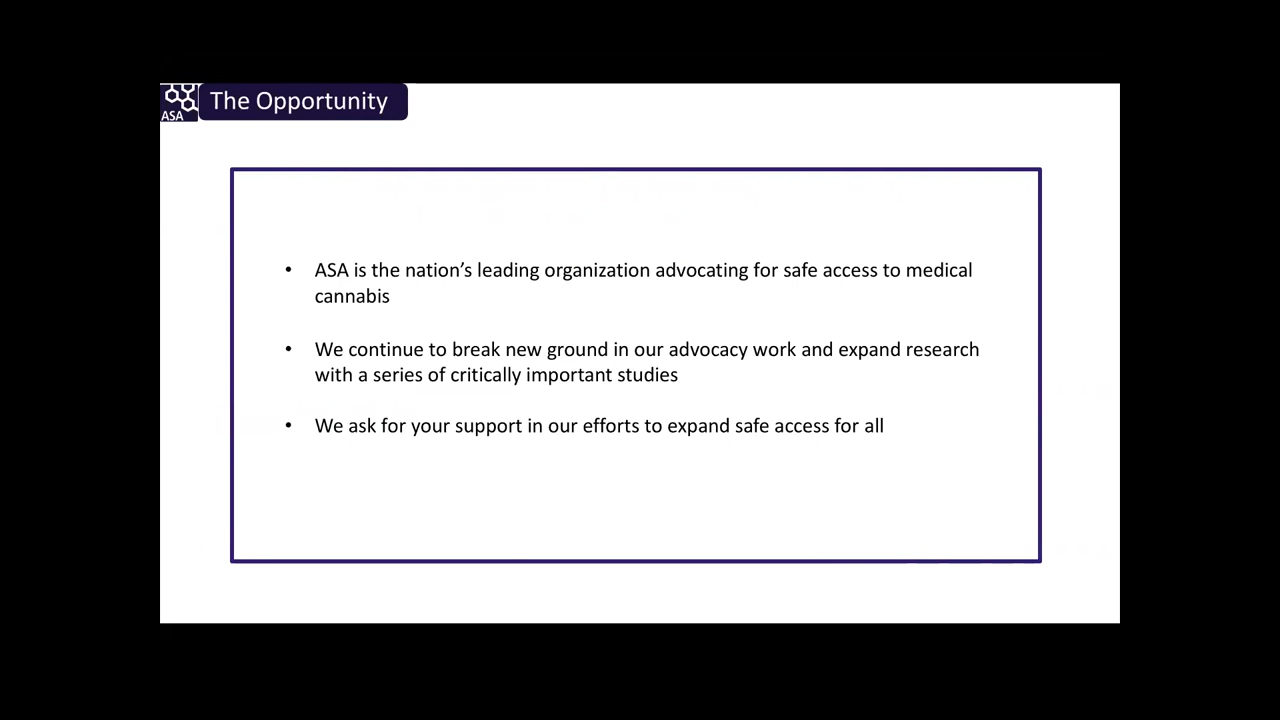 ASA
The Opportunity
• ASA is the nation’s leading organization advocating for safe access to medical
cannabis
• We continue to break new ground in our advocacy work and expand research
with a series of critically important studies
• We ask for your support in our efforts to expand safe access for all